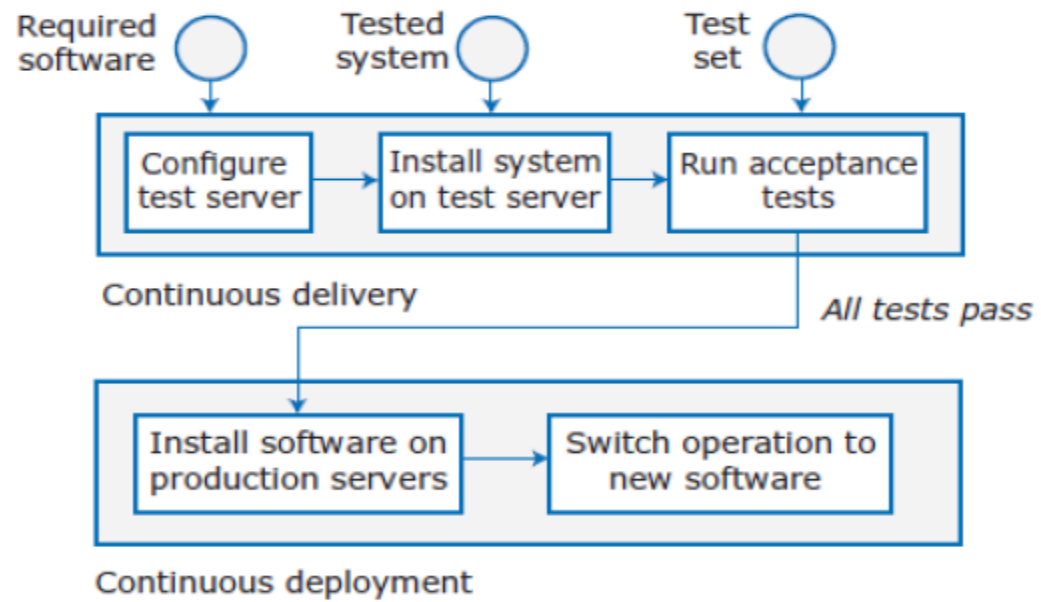 Required
software
Tested
system
Test
set
Configure
test server
Install system
on test server
Run acceptance
tests
Continuous delivery
All tests pass
Install software on
production servers
Switch operation to
new software
Continuous deployment